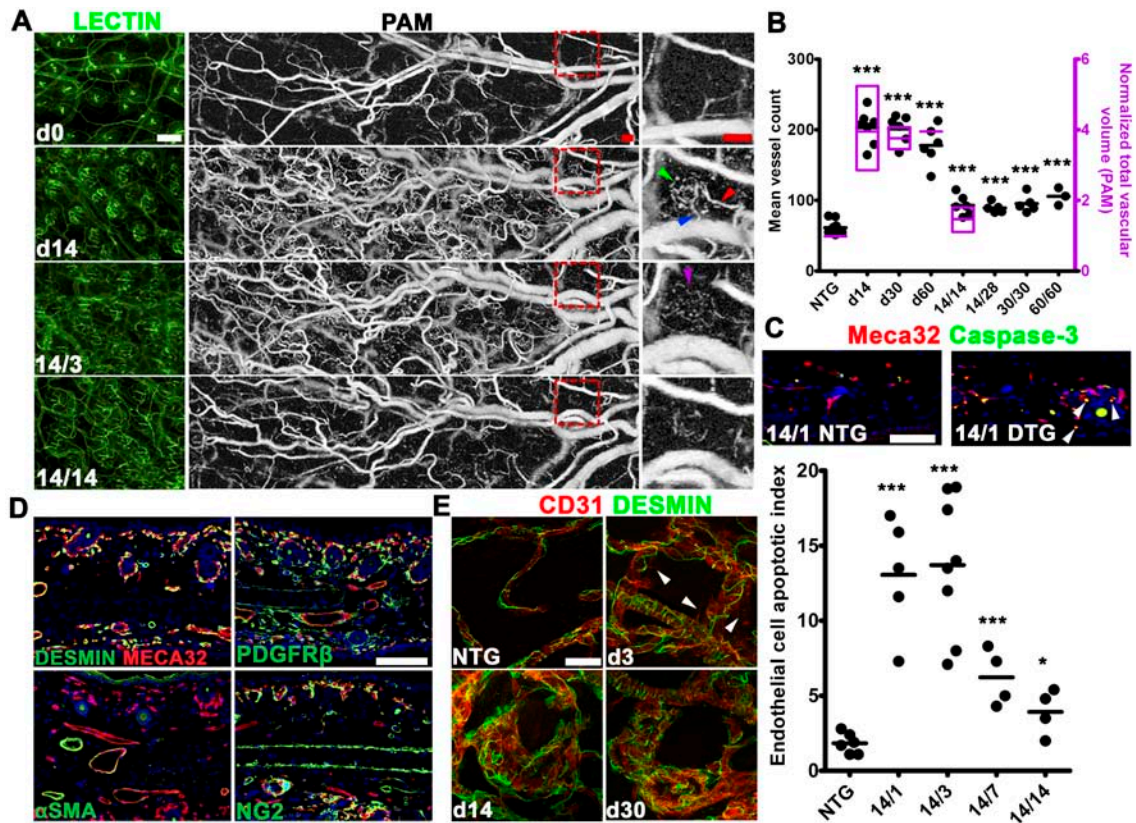 A
LECTIN
PAM
d0
d14
14/3
14/14
B
Mean vessel count
300
200
100
0
Normalized total vascular
volume (PAM)
6
4
2
0
***
***
***
***
***
***
***
NTG
d14
d30
d60
14/14
14/28
30/30
60/60
C
Meca32 Caspase-3
14/1 NTG
14/1 DTG
Endothelial cell apoptotic index
20
15
10
5
0
***
***
***
*
NTG
14/1
14/3
14/7
14/14
D
DESMIN MECA32
PDGFRβ
αSMA
NG2
E
CD31 DESMIN
NTG
d3
d14
d30